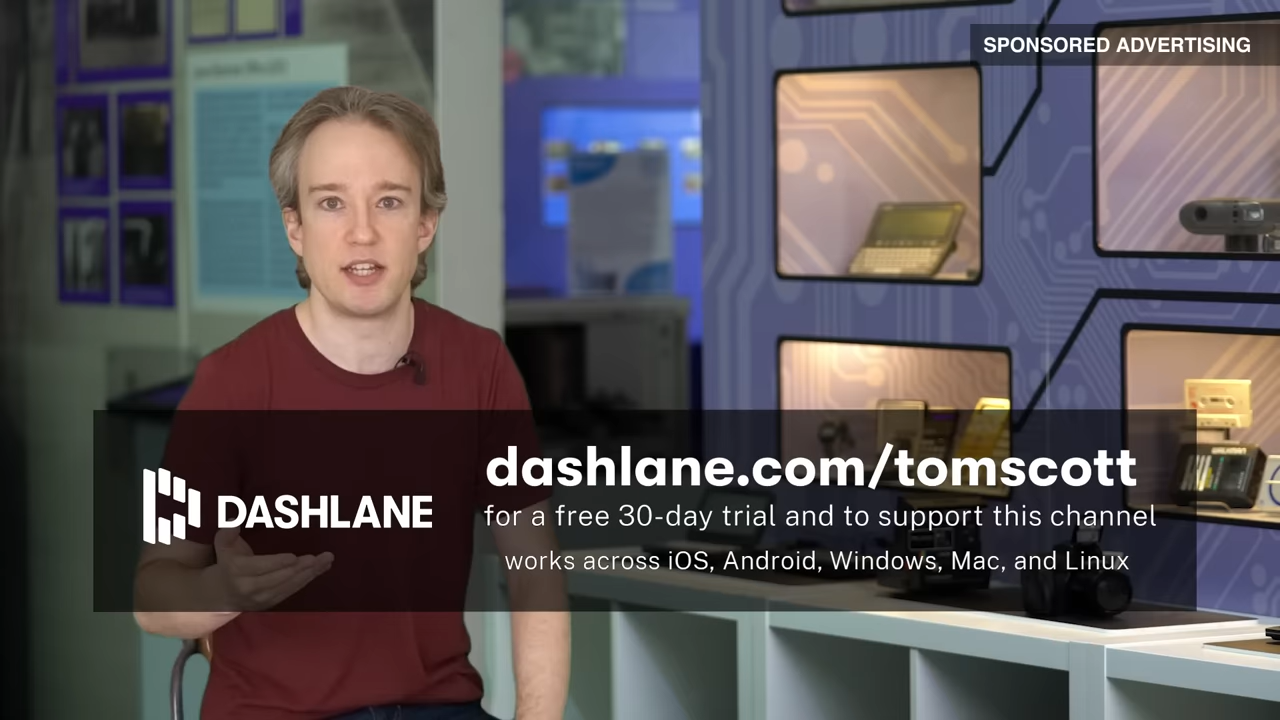 SPONSORED ADVERTISING
DASHLANE
dashlane.com/tomscott
for a free 30-day trial and to support this channel
works across iOS, Android, Windows, Mac, and Linux